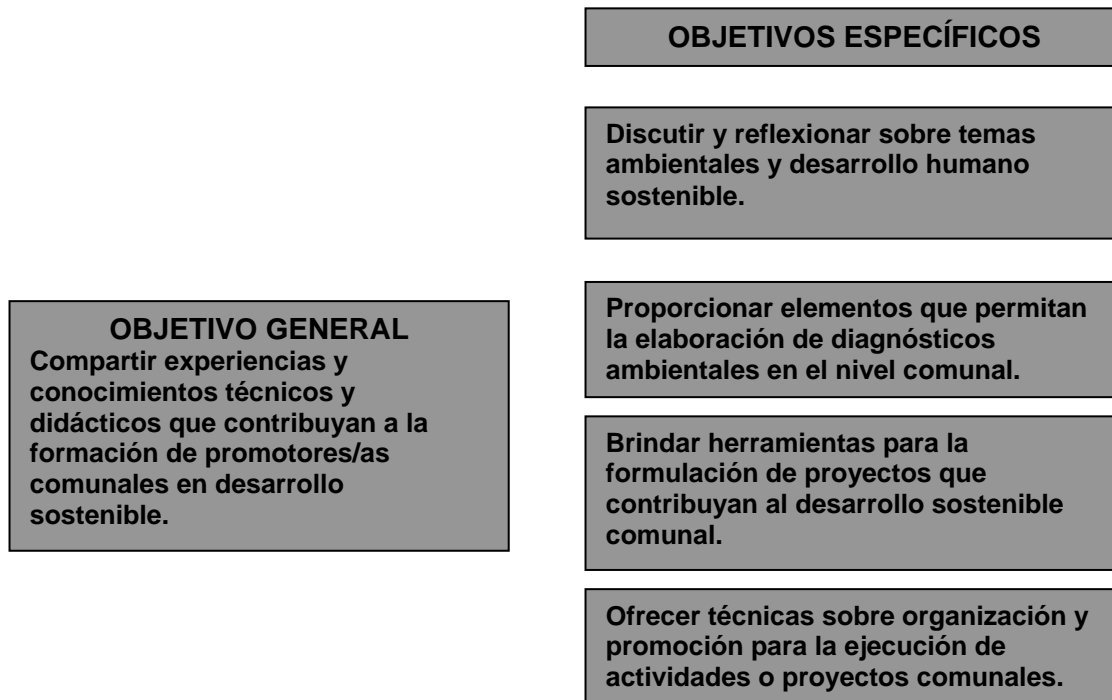 OBJETIVOS ESPECÍFICOS
Discutir y reflexionar sobre temas
ambientales y desarrollo humano
sostenible.
OBJETIVO GENERAL
Compartir experiencias y
conocimientos técnicos y
didácticos que contribuyan a la
formación de promotores/as
comunales en desarrollo
sostenible.
Proporcionar elementos que permitan
la elaboración de diagnósticos
ambientales en el nivel comunal.
Brindar herramientas para la
formulación de proyectos que
contribuyan al desarrollo sostenible
comunal.
Ofrecer técnicas sobre organización y
promoción para la ejecución de
actividades o proyectos comunales.